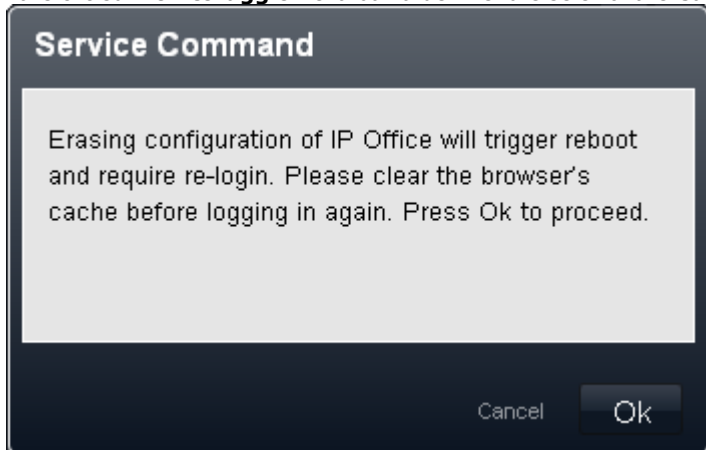 Service Command
Erasing configuration of IP Office will trigger reboot
and require re-login. Please clear the browser's
cache before logging in again. Press Ok to proceed.
Cancel
Ok